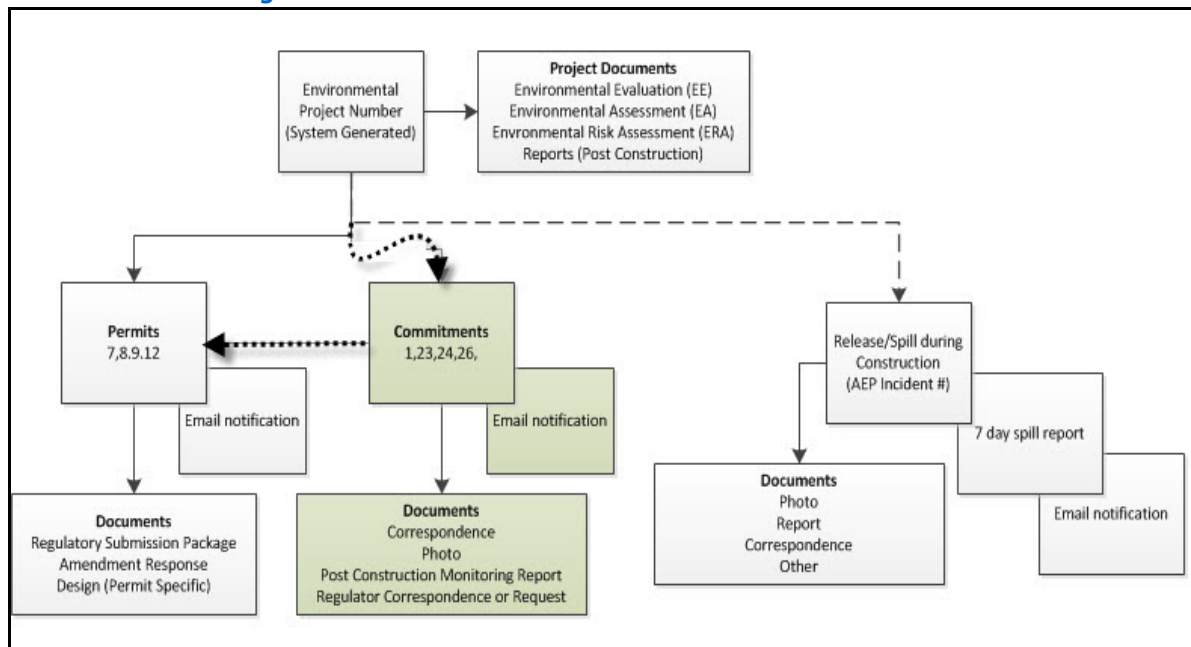 Environmental
Project Number
(System Generated)
Project Documents
Environmental Evaluation (EE)
Environmental Assessment (EA)
Envronmental Risk Assessment (ERA)
Reports (Post Construction)
Permits
7,8.9.12
Email notification
Commitments
1,23,24,26,
Email notification
Release/Spill during
Construction
(AEP Incident #)
7 day spill report
Email notification
Documents
Regulatory Submission Package
Amendment Response
Design (Permit Specific)
Documents
Correspondence
Photo
Post Construction Monitoring Report
Regulator Correspondence or Request
Documents
Photo
Report
Correspondence
Other